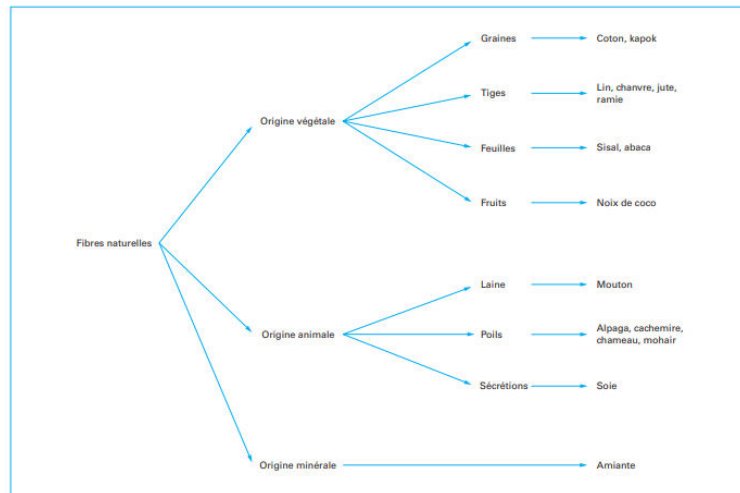 Graines
Coton, kapok
Tiges
Lin, chanvre, jute,
ramie
Origine végétale
Feuilles
Sisal, abaca
Fruits
Noix de coco
Fibres naturelles
Laine
Mouton
Origine animale
Poils
Alpaga, cachemire,
chameau, mohair
Sécrétions
Soie
Origine minérale
Amiante